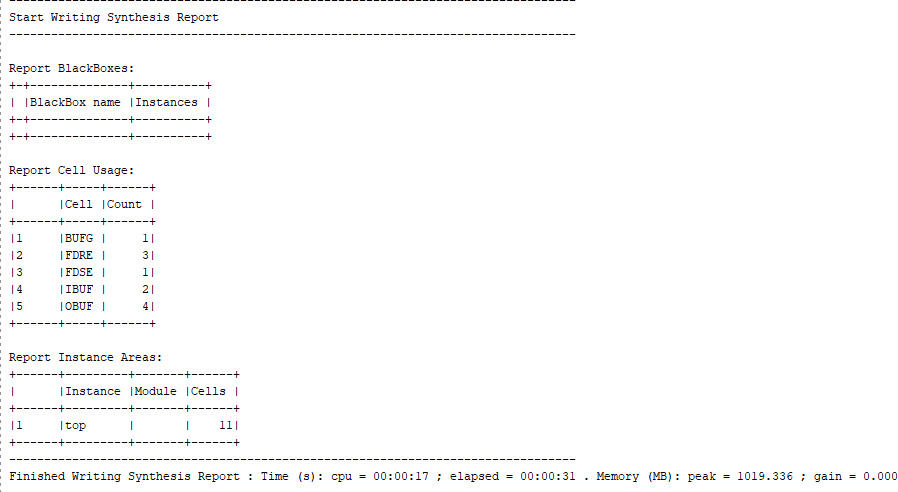 --------------------------------------------------------------------------------
Start Writing Synthesis Report
---------------------------------------------------------------------------------

Report BlackBoxes:
+-+--------------+----------+
| |BlackBox name |Instances |
+-+--------------+----------+
+-+--------------+----------+

Report Cell Usage:
+------+-----+------+
|      |Cell |Count |
+------+-----+------+
|1     |BUFG |     1|
|2     |FDRE |     3|
|3     |FDSE |     1|
|4     |IBUF |     2|
|5     |OBUF |     4|
+------+-----+------+

Report Instance Areas:
+------+---------+-------+------+
|      |Instance |Module |Cells |
+------+---------+-------+------+
|1     |top      |       |    11|
+------+---------+-------+------+
---------------------------------------------------------------------------------
Finished Writing Synthesis Report : Time (s): cpu = 00:00:17 ; elapsed = 00:00:31 . Memory (MB): peak = 1019.336 ; gain = 0.000